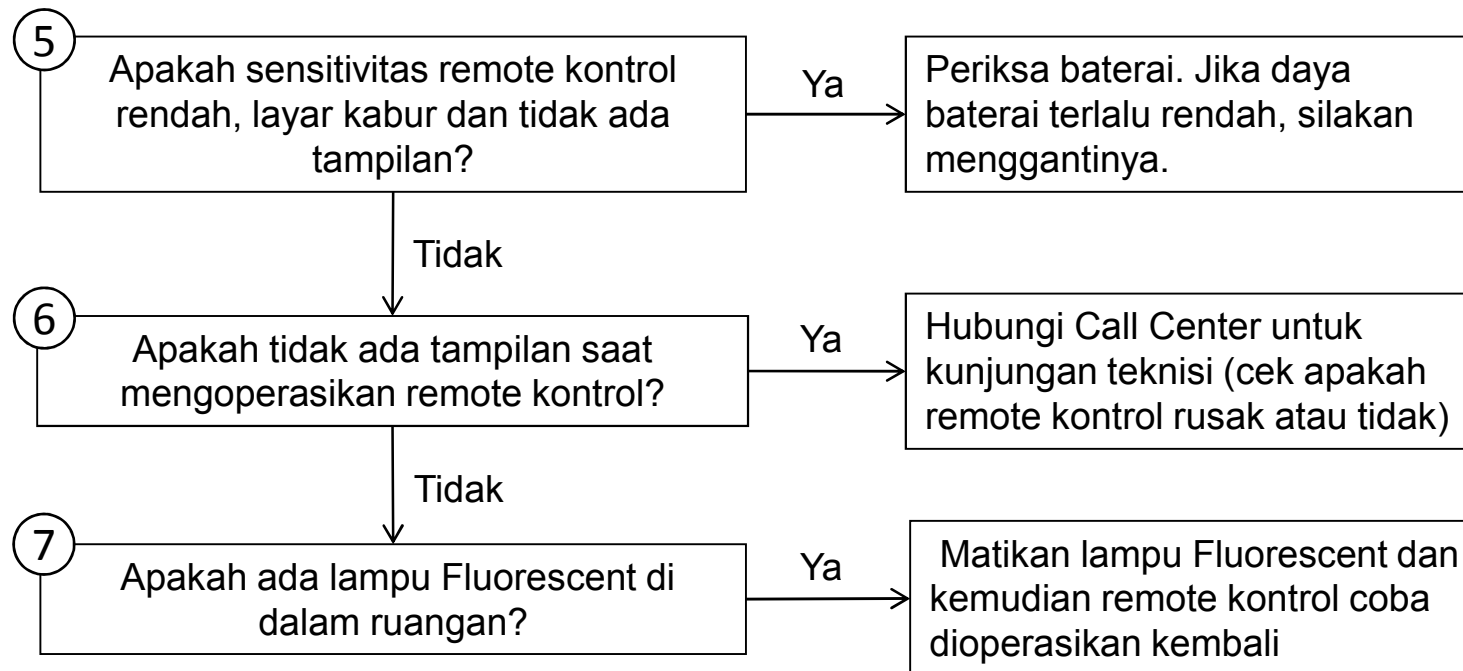 5
Apakah sensitivitas remote kontrol
rendah, layar kabur dan tidak ada
tampilan?
Ya
Periksa baterai. Jika daya
baterai terlalu rendah, silakan
menggantinya.
Tidak
6
Apakah tidak ada tampilan saat
mengoperasikan remote kontrol?
Ya
Hubungi Call Center untuk
kunjungan teknisi (cek apakah
remote kontrol rusak atau tidak)
Tidak
7
Apakah ada lampu Fluorescent di
dalam ruangan?
Ya
Matikan lampu Fluorescent dan
kemudian remote kontrol coba
dioperasikan kembali